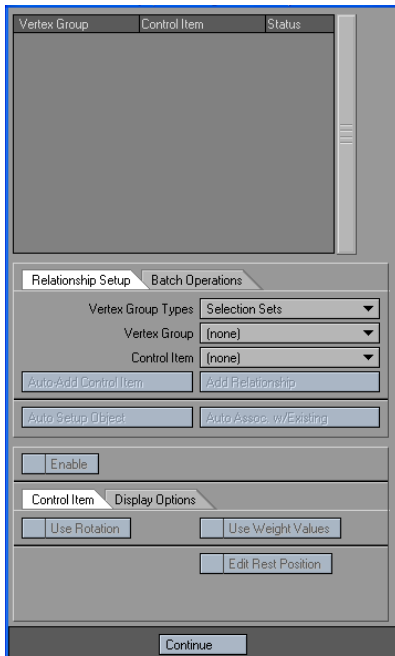 Vertex Group Control Item Status
Relationship Setup Batch Operations
Vertex Group Types Selection Sets
Vertex Group (none)
Control Item (none)
Auto-Add Control Item Add Relationship
Auto Setup Object Auto Assoc. w/Existing
Enable
Control Item Display Options
Use Rotation Use Weight Values
Edit Rest Position
Continue